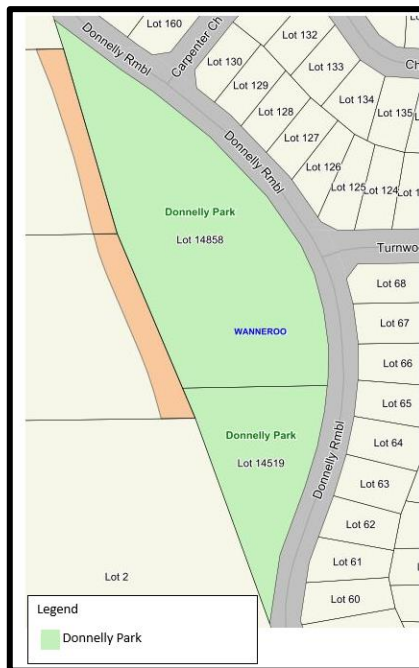 Lot 160
Donnelly Rmbl
Carpenter Ch
Lot 132
Lot 130
Lot 133
Lot 129
Lot 134
Lot 135
Lot 128
Donnelly Rmbl
Lot 127
Lot 126
Lot 125
Lot 124
Donnelly Park
Lot 14858
Lot 68
Lot 67
WANNEROO
Lot 66
Lot 65
Donnelly Park
Lot 14519
Donnelly Rmbl
Lot 64
Lot 63
Lot 62
Lot 61
Lot 60
Lot 2
Legend
Donnelly Park